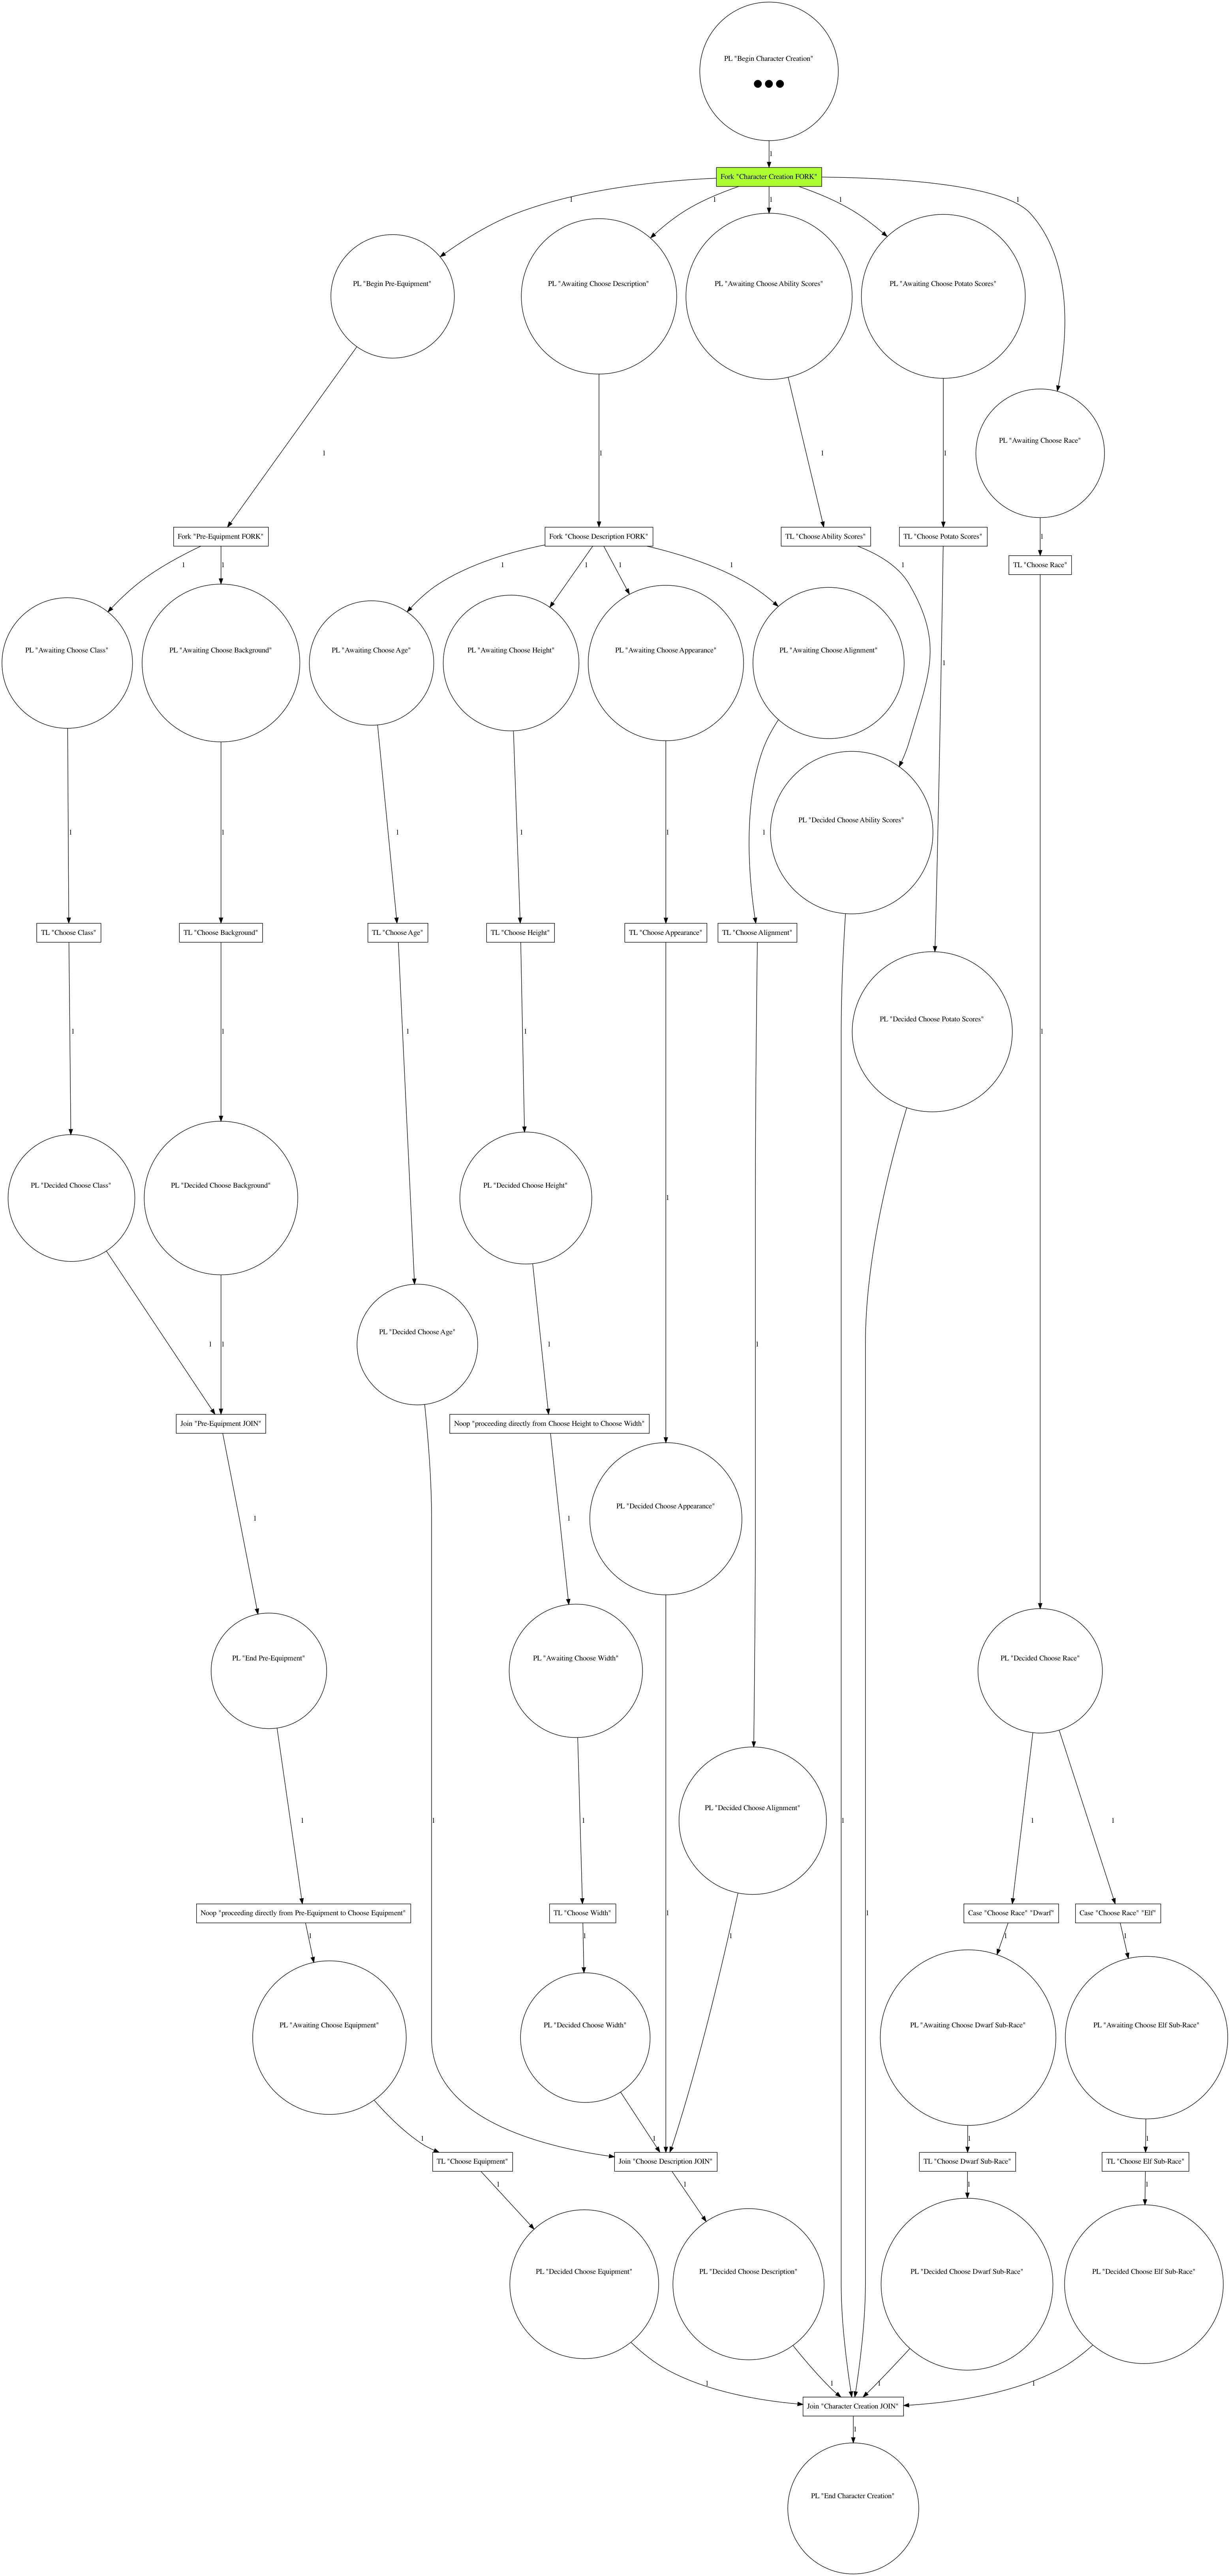 PL "Begin Character Creation"
1
Fork "Character Creation FORK"
1
1
1
1
1
PL "Begin Pre-Equipment"
PL "Awaiting Choose Description"
PL "Awaiting Choose Ability Scores"
PL "Awaiting Choose Potato Scores"
PL "Awaiting Choose Race"
1
1
1
1
Fork "Pre-Equipment FORK"
Fork "Choose Description FORK"
TL "Choose Ability Scores"
TL "Choose Potato Scores"
1
TL "Choose Race"
1
1
1
1
1
1
1
PL "Awaiting Choose Class"
PL "Awaiting Choose Background"
PL "Awaiting Choose Age"
PL "Awaiting Choose Height"
PL "Awaiting Choose Appearance"
PL "Awaiting Choose Alignment"
1
PL "Decided Choose Ability Scores"
1
1
1
1
1
1
TL "Choose Class"
TL "Choose Background"
TL "Choose Age"
TL "Choose Height"
TL "Choose Appearance"
TL "Choose Alignment"
PL "Decided Choose Potato Scores"
1
1
1
1
1
PL "Decided Choose Class"
PL "Decided Choose Background"
PL "Decided Choose Height"
1
PL "Decided Choose Age"
1
1
1
1
Join "Pre-Equipment JOIN"
Noop "proceeding directly from Choose Height to Choose Width"
PL "Decided Choose Appearance"
1
1
PL "End Pre-Equipment"
PL "Awaiting Choose Width"
PL "Decided Choose Race"
PL "Decided Choose Alignment"
1
1
1
1
1
1
Noop "proceeding directly from Pre-Equipment to Choose Equipment"
TL "Choose Width"
1
Case "Choose Race" "Dwarf"
Case "Choose Race" "Elf"
1
1
1
1
1
PL "Awaiting Choose Equipment"
PL "Decided Choose Width"
PL "Awaiting Choose Dwarf Sub-Race"
PL "Awaiting Choose Elf Sub-Race"
1
1
1
1
TL "Choose Equipment"
Join "Choose Description JOIN"
TL "Choose Dwarf Sub-Race"
TL "Choose Elf Sub-Race"
1
1
1
1
PL "Decided Choose Equipment"
PL "Decided Choose Description"
PL "Decided Choose Dwarf Sub-Race"
PL "Decided Choose Elf Sub-Race"
1
1
1
1
Join "Character Creation JOIN"
1
PL "End Character Creation"